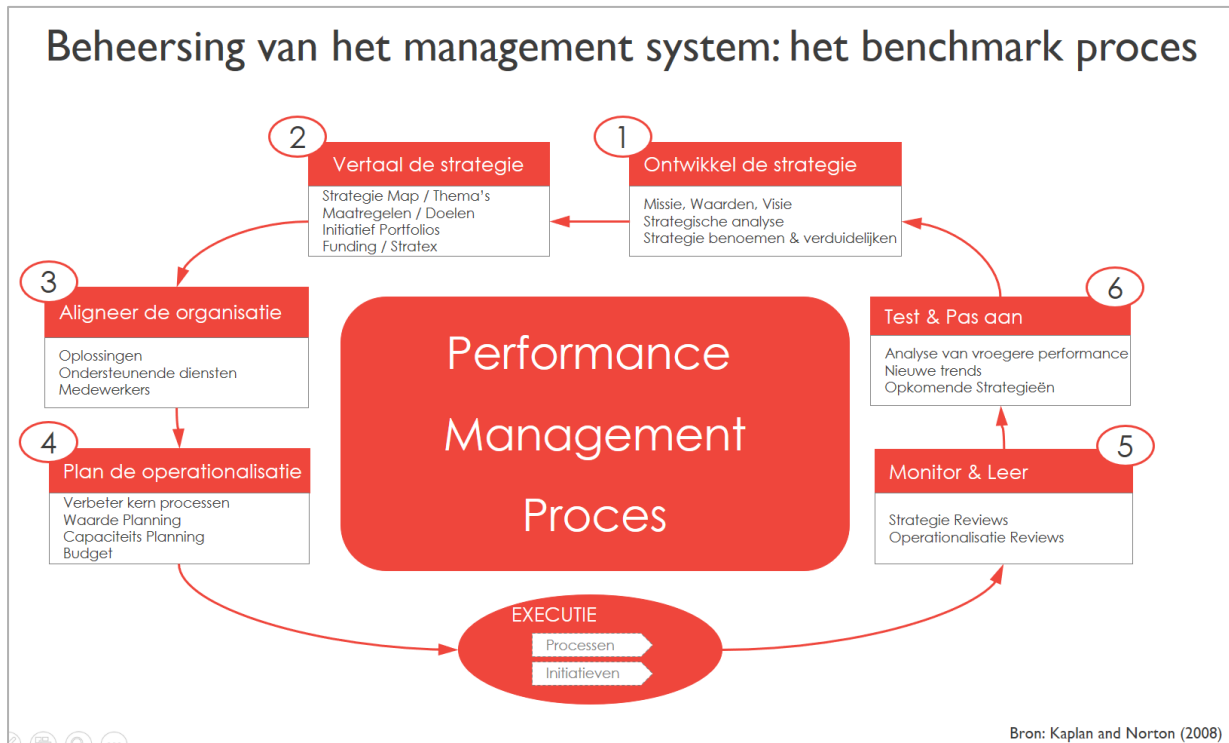 Beheersing van het management system: het benchmark proces
1
Ontwikkel de strategie
Missie, Waarden, Visie
Strategische analyse
Strategie benoemen & verduidelijken
2
Vertaal de strategie
Strategie Map / Thema's
Maatregelen / Doelen
Initiatief Portfolios
Funding / Stratex
3
Aligneer de organisatie
Oplossingen
Ondersteunende diensten
Medewerkers
4
Plan de operationalisatie
Verbeter kern processen
Waarde Planning
Capaciteits Planning
Budget
EXECUTIE
Processen
Initiatieven
5
Monitor & Leer
Strategie Reviews
Operationalisatie Reviews
6
Test & Pas aan
Analyse van vroegere performance
Nieuwe trends
Opkomende Strategieën
Performance
Management
Proces
Bron: Kaplan and Norton (2008)